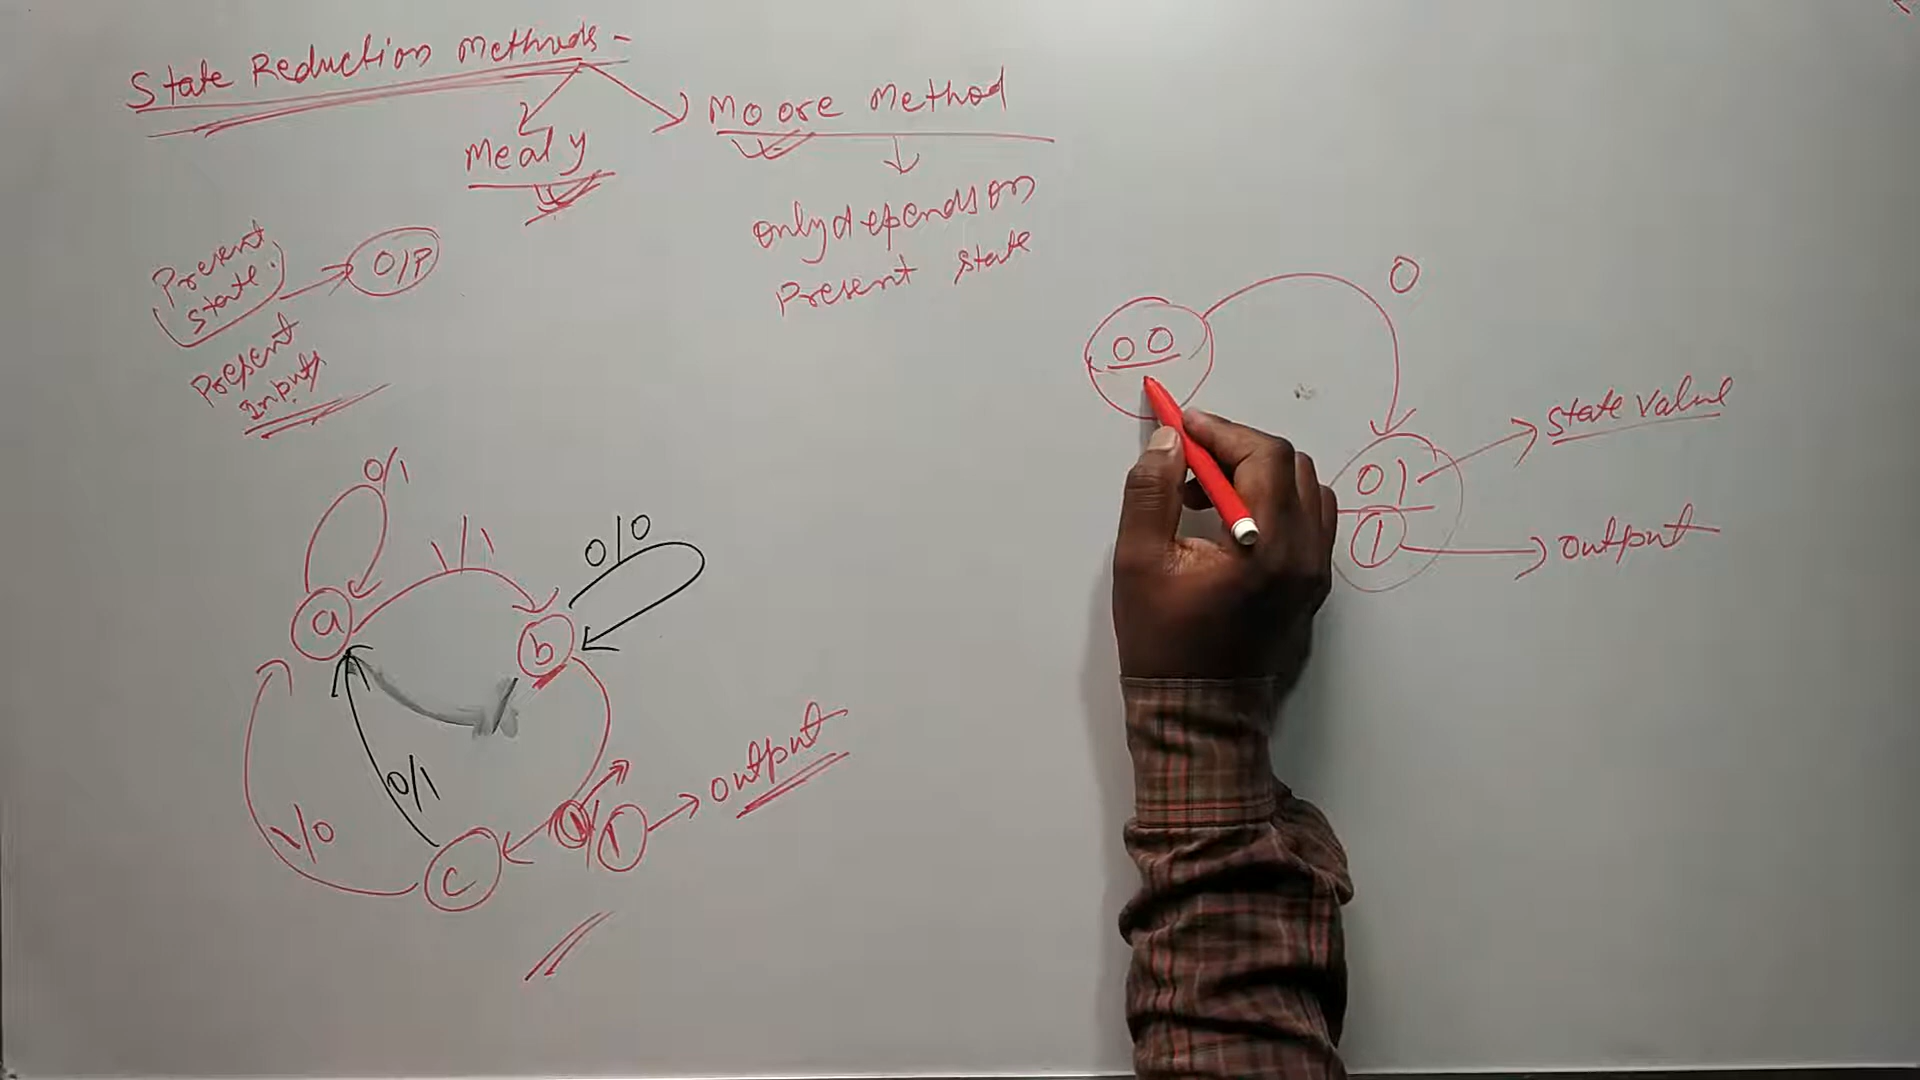 State Reduction Methods -
Mealy
Moore Method
only depends on
Present state
Present
state.
O/P
Present
Inputs
0/1
1/1
0/0
a
b
0/1
1/0
c
1
output
0
00
01
state value
1
output